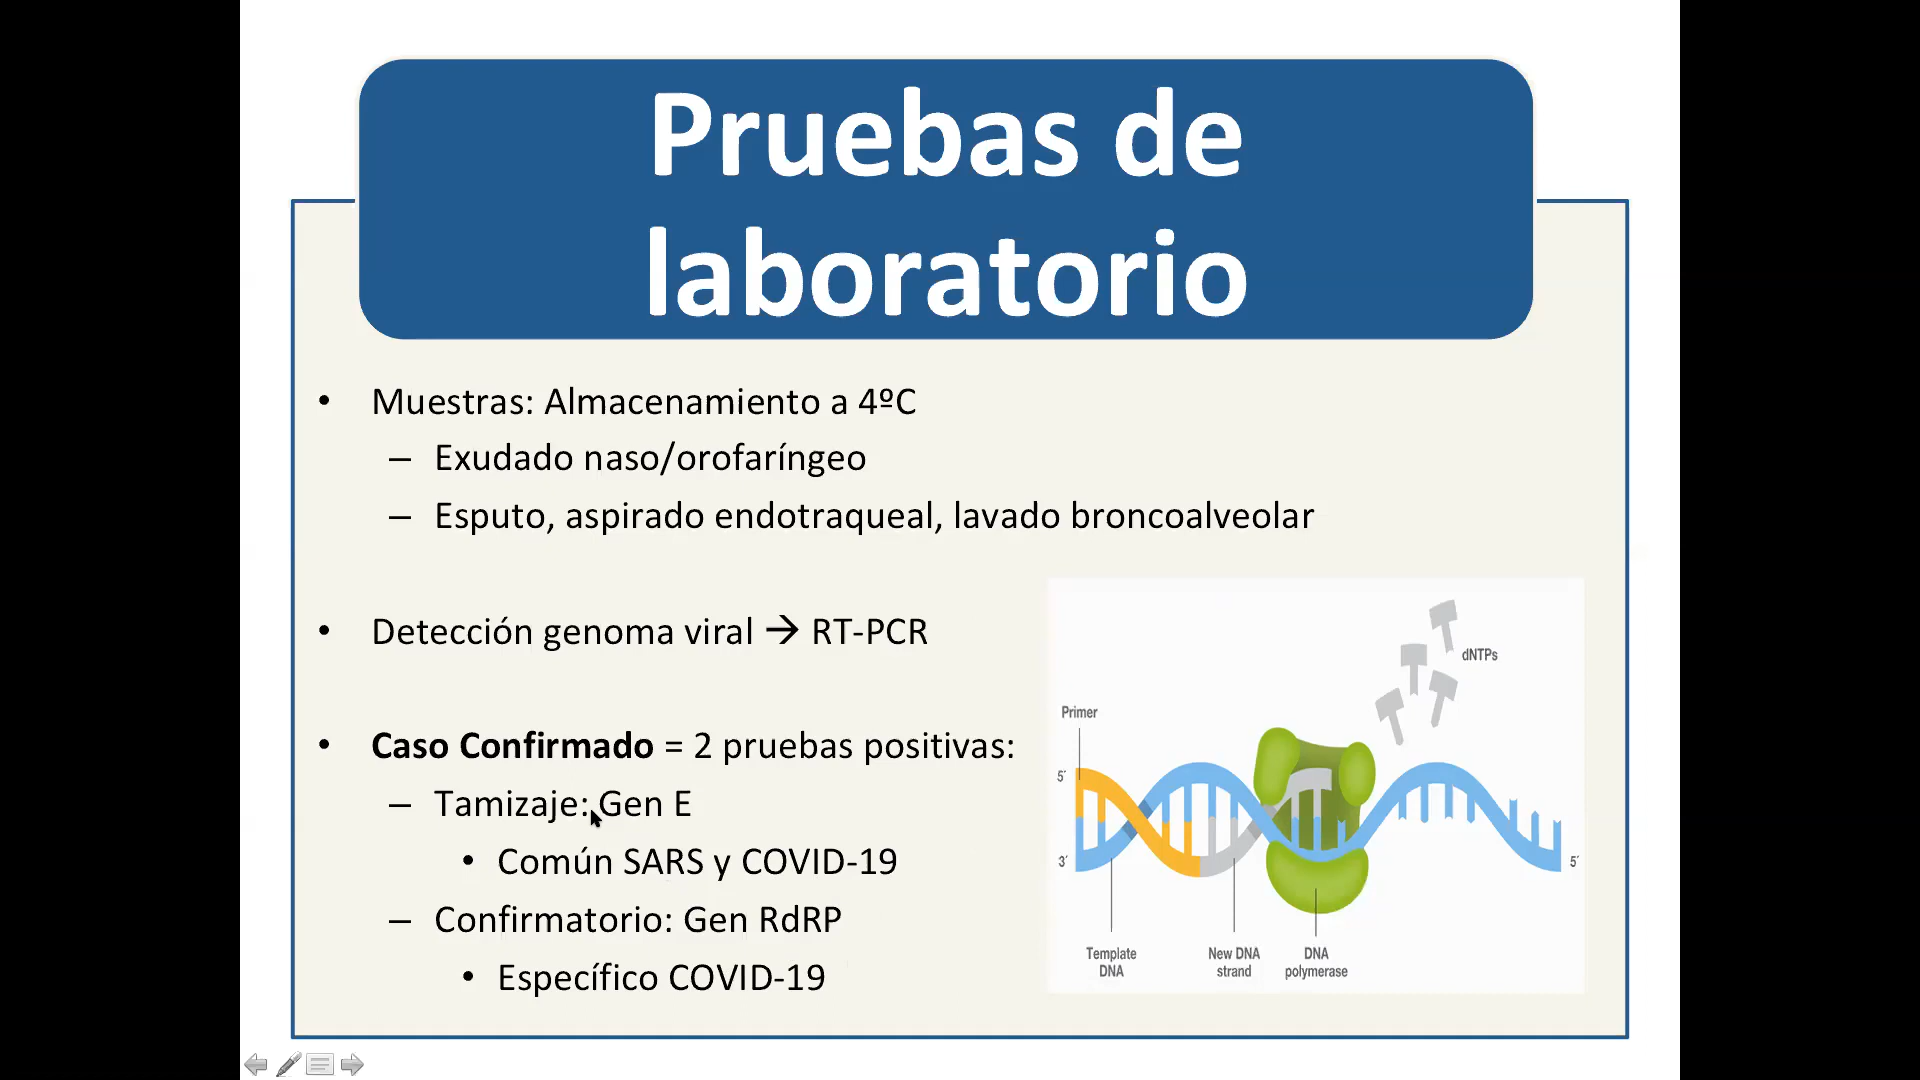 Pruebas de
laboratorio
• Muestras: Almacenamiento a 4ºC
– Exudado naso/orofaríngeo
– Esputo, aspirado endotraqueal, lavado broncoalveolar
• Detección genoma viral → RT-PCR
• Caso Confirmado = 2 pruebas positivas:
– Tamizaje: Gen E
• Común SARS y COVID-19
– Confirmatorio: Gen RdRP
• Específico COVID-19
dNTPs
Primer
5′
3′
5′
Template
DNA
New DNA
strand
DNA
polymerase